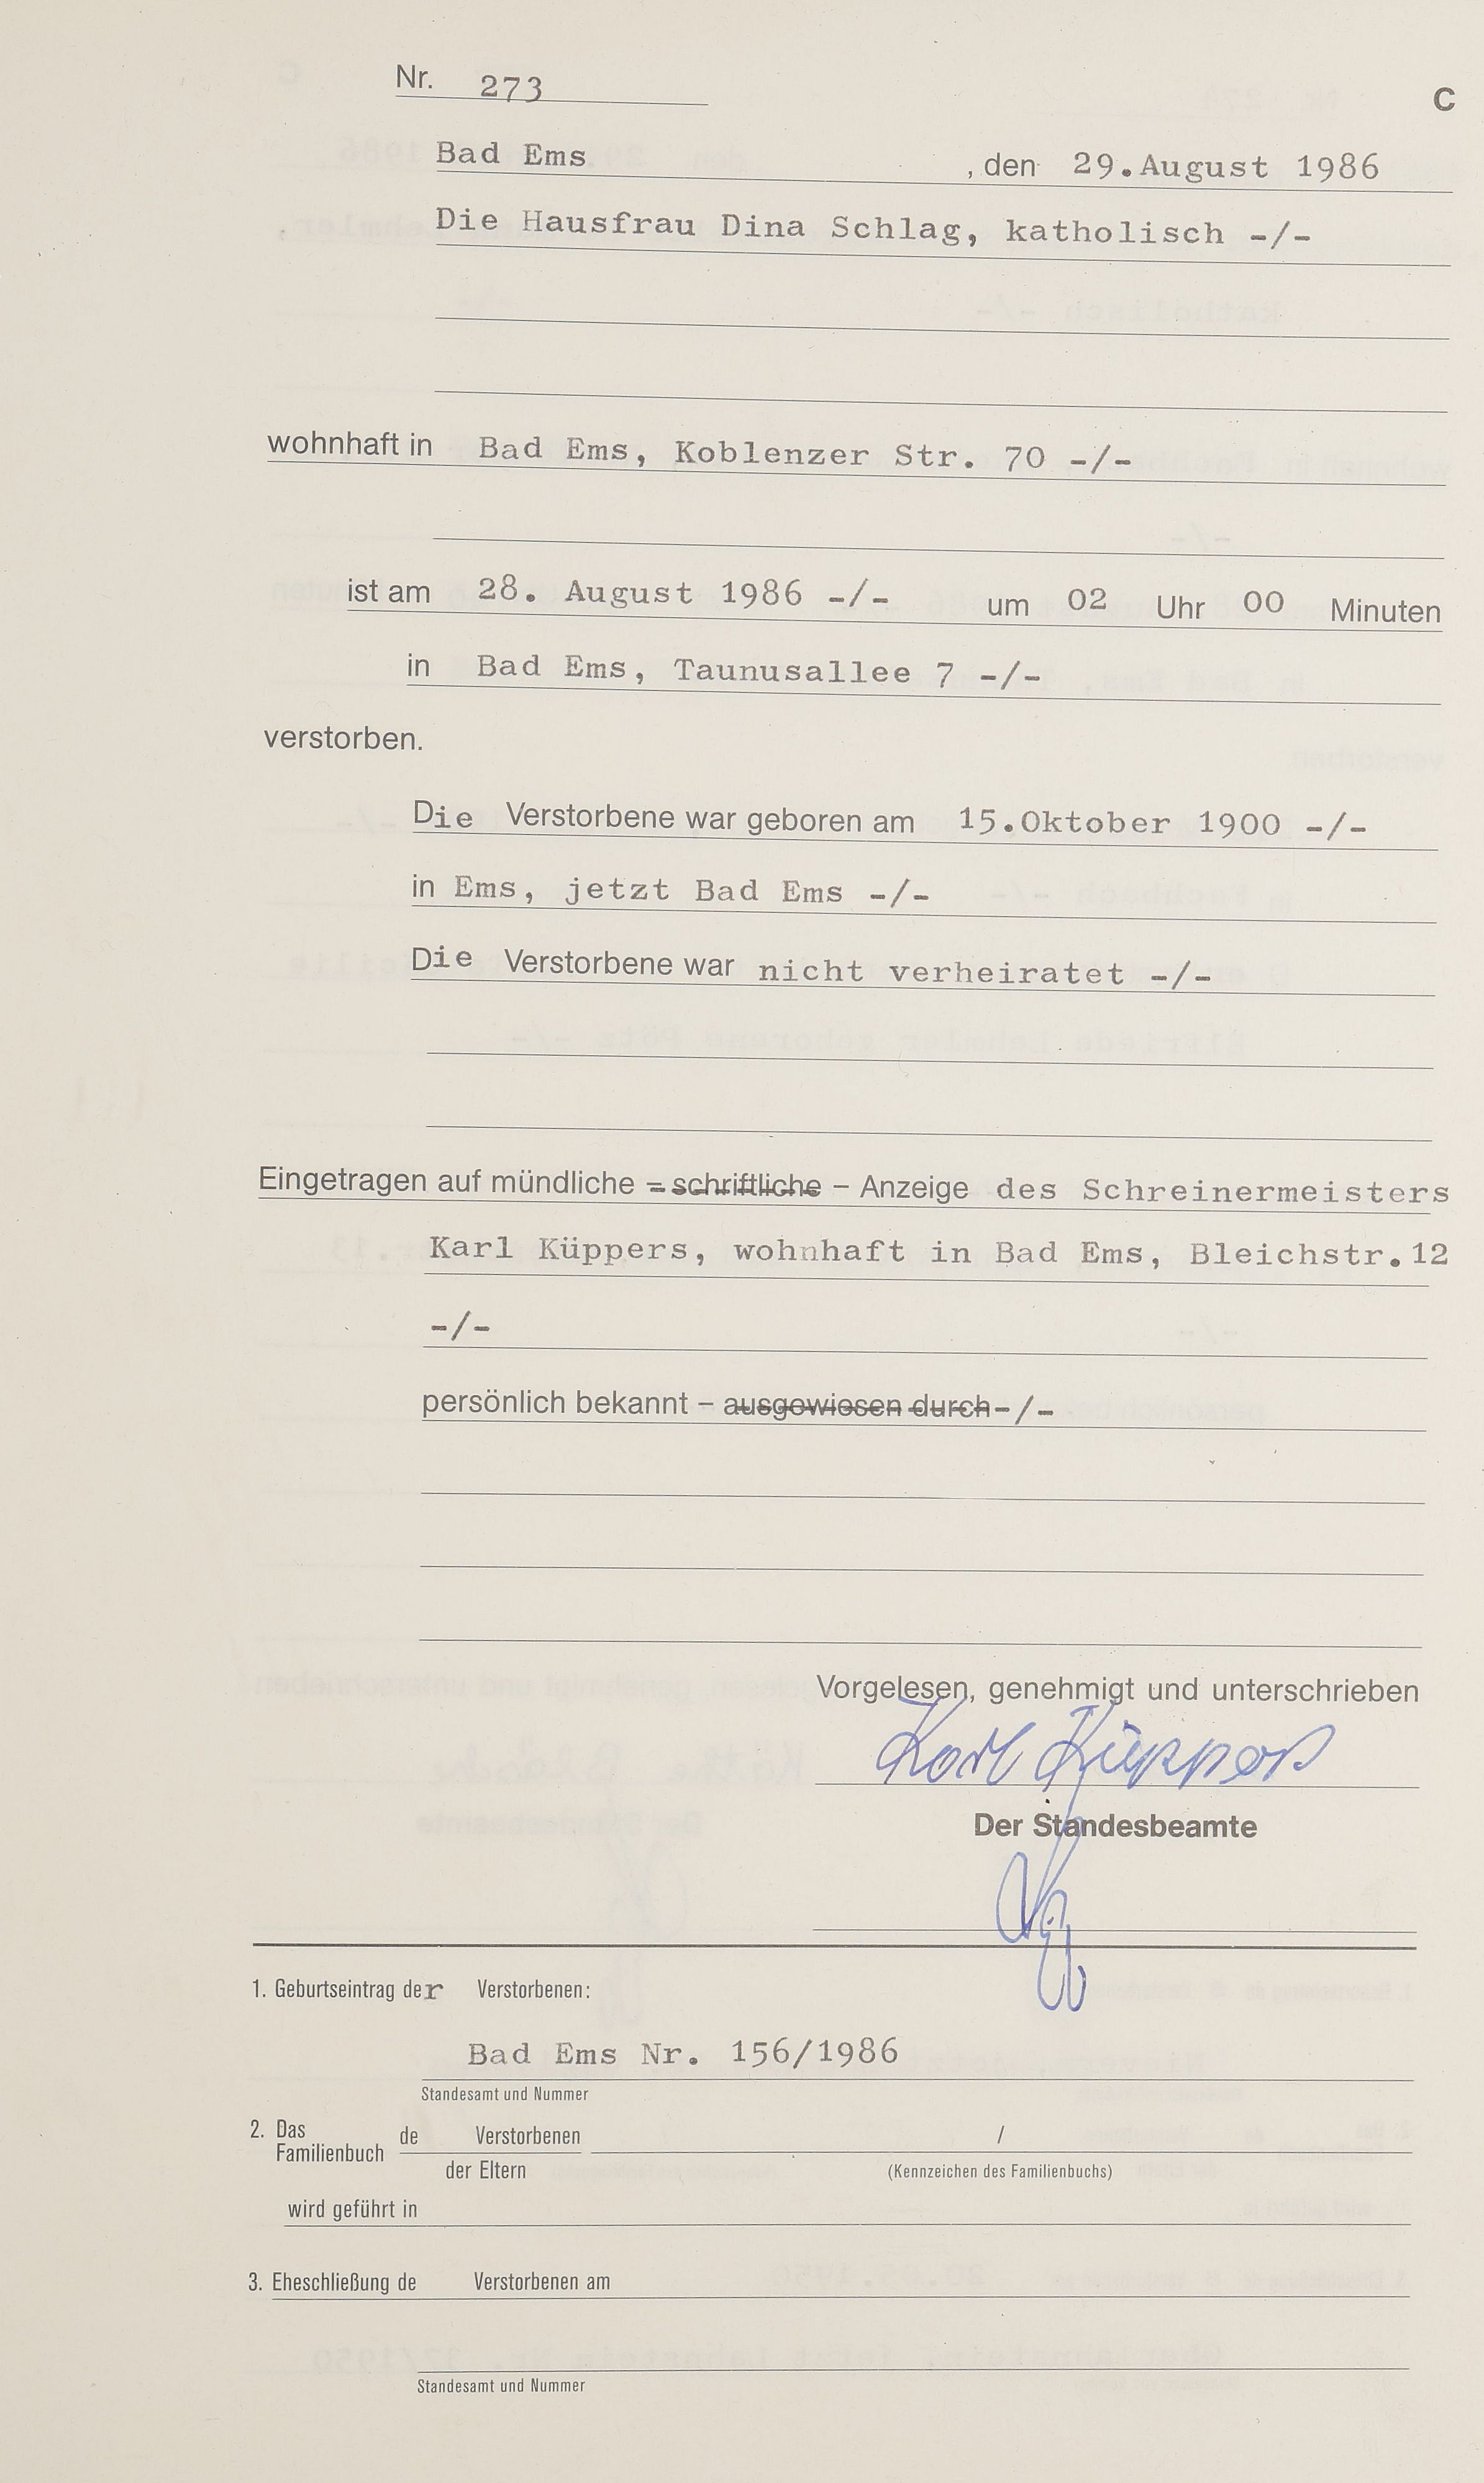 Nr. 273
C
Bad Ems , den 29.August 1986
Die Hausfrau Dina Schlag, katholisch -/-
wohnhaft in Bad Ems, Koblenzer Str. 70 -/-
ist am 28. August 1986 -/- um 02 Uhr 00 Minuten
in Bad Ems, Taunusallee 7 -/-
verstorben.
Die Verstorbene war geboren am 15.Oktober 1900 -/-
in Ems, jetzt Bad Ems -/-
Die Verstorbene war nicht verheiratet -/-
Eingetragen auf mündliche – schriftliche – Anzeige des Schreinermeisters
Karl Küppers, wohnhaft in Bad Ems, Bleichstr.12
-/-
persönlich bekannt – ausgewiesen durch -/-
Vorgelesen, genehmigt und unterschrieben
Karl Küppers
Der Standesbeamte
1. Geburtseintrag der Verstorbenen:
Bad Ems Nr. 156/1986
Standesamt und Nummer
2. Das Familienbuch de Verstorbenen /
der Eltern (Kennzeichen des Familienbuchs)
wird geführt in
3. Eheschließung de Verstorbenen am
Standesamt und Nummer